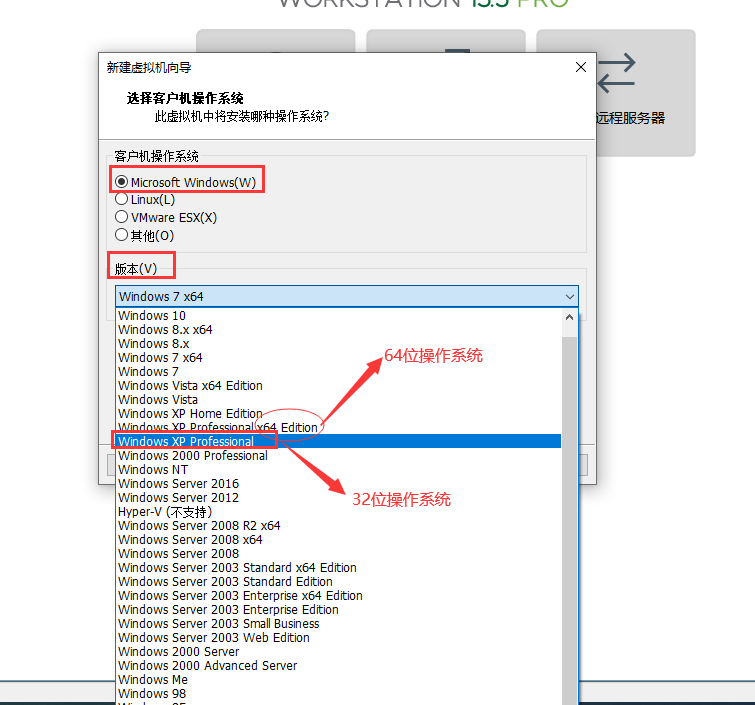 WORKSTATION 15.5 PRO
新建虚拟机向导
选择客户机操作系统
此虚拟机中将安装哪种操作系统?
远程服务器
客户机操作系统
Microsoft Windows(W)
Linux(L)
VMware ESX(X)
其他(O)
版本(V)
Windows 7 x64
Windows 10
Windows 8.x x64
Windows 8.x
Windows 7 x64
64位操作系统
Windows 7
Windows Vista x64 Edition
Windows Vista
Windows XP Home Edition
Windows XP Professional x64 Edition
Windows XP Professional
Windows 2000 Professional
Windows NT
Windows Server 2016
Windows Server 2012
32位操作系统
Hyper-V (不支持)
Windows Server 2008 R2 x64
Windows Server 2008 x64
Windows Server 2008
Windows Server 2003 Standard x64 Edition
Windows Server 2003 Standard Edition
Windows Server 2003 Enterprise x64 Edition
Windows Server 2003 Enterprise Edition
Windows Server 2003 Small Business
Windows Server 2003 Web Edition
Windows 2000 Server
Windows 2000 Advanced Server
Windows Me
Windows 98